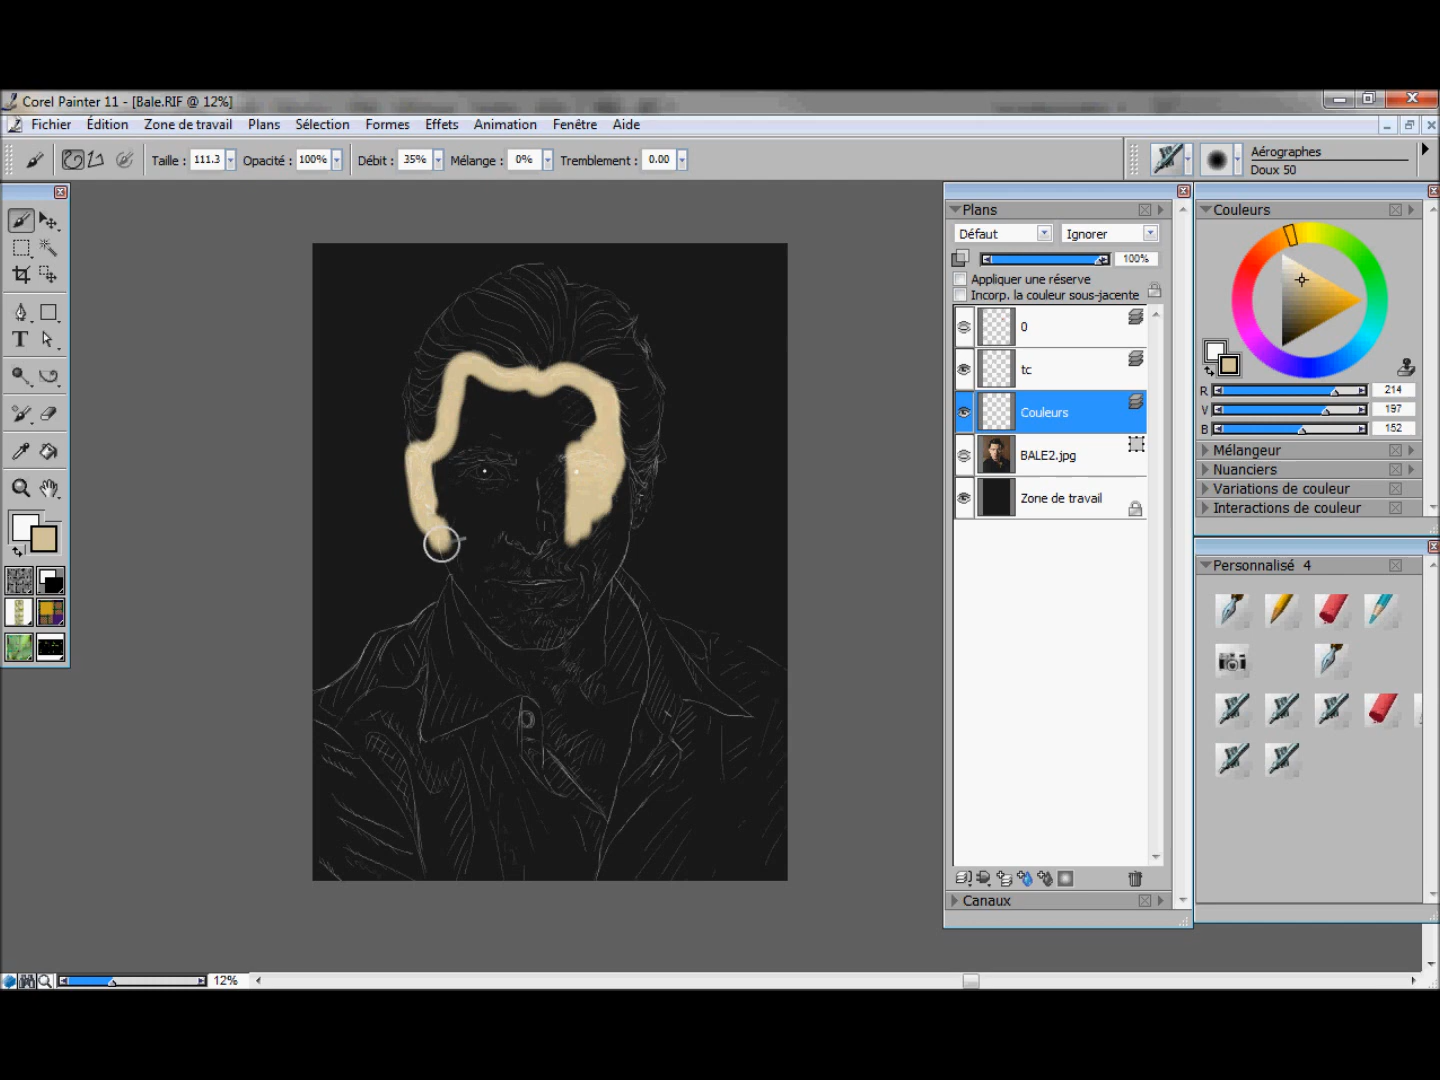 Corel Painter 11 - [Bale.RIF @ 12%]
Fichier Édition Zone de travail Plans Sélection Formes Effets Animation Fenêtre Aide
Taille : 111.3 Opacité : 100% Débit : 35% Mélange : 0% Tremblement : 0.00
Aérographes
Doux 50
Plans
Défaut Ignorer
100%
Appliquer une réserve
Incorp. la couleur sous-jacente
0
tc
Couleurs
BALE2.jpg
Zone de travail
Canaux
Couleurs
R 214
V 197
B 152
Mélangeur
Nuanciers
Variations de couleur
Interactions de couleur
Personnalisé 4
T
12%